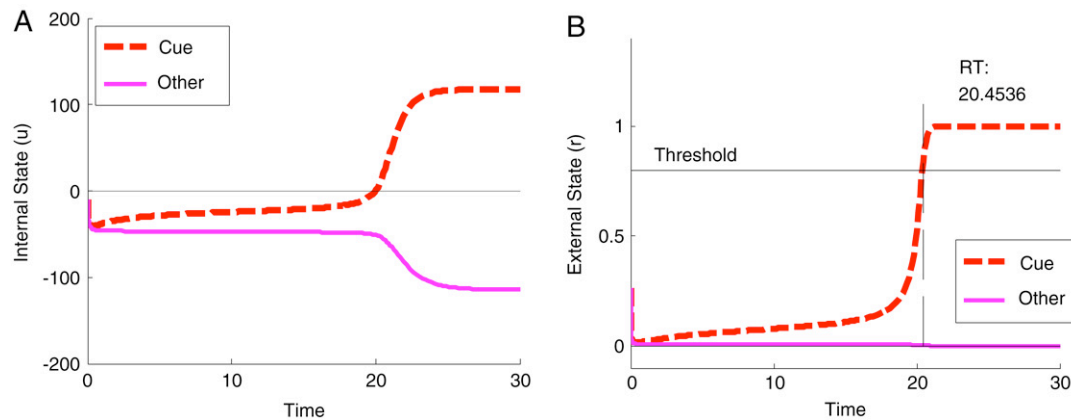 A
200
100
0
-100
-200
Internal State (u)
Cue
Other
0
10
20
30
Time
B
1
0.5
0
External State (r)
Threshold
RT:
20.4536
Cue
Other
0
10
20
30
Time